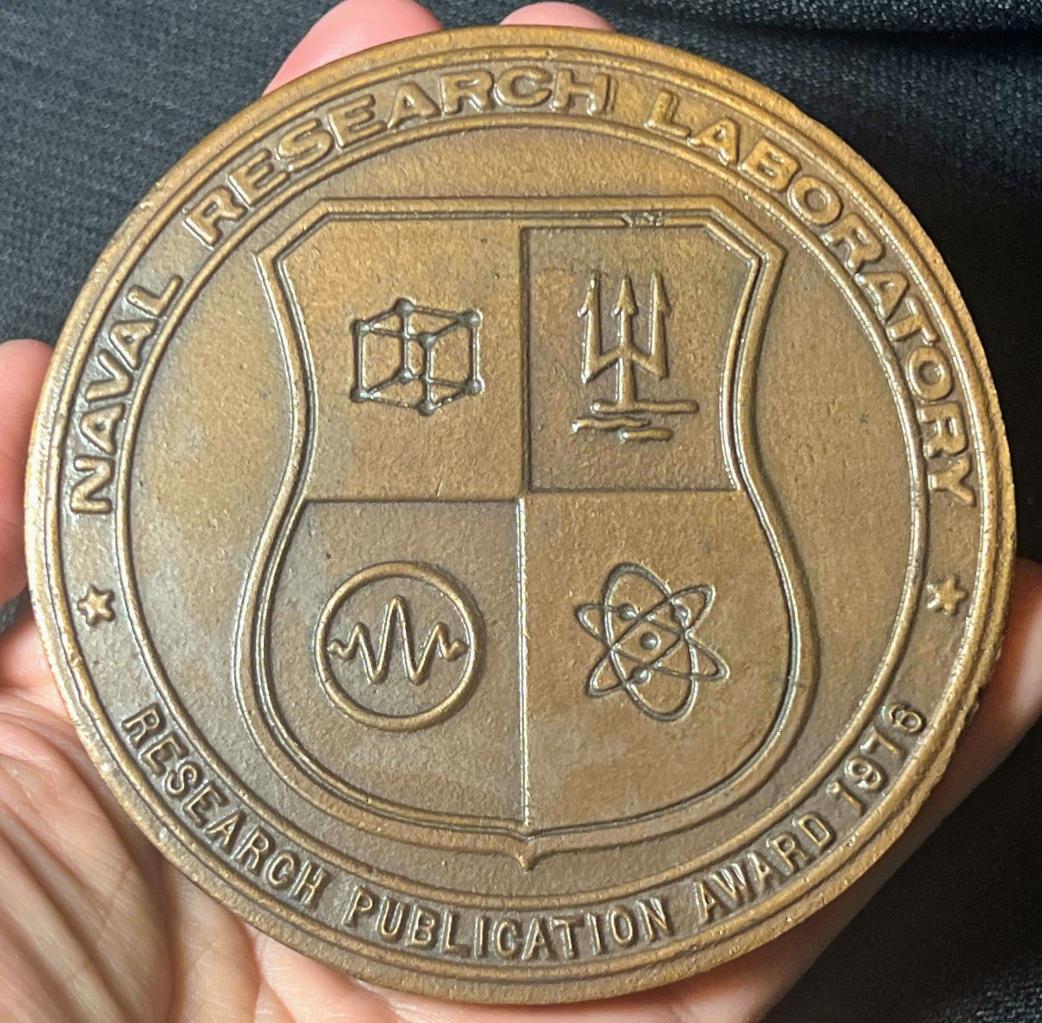 NAVAL RESEARCH LABORATORY
RESEARCH PUBLICATION AWARD 1976